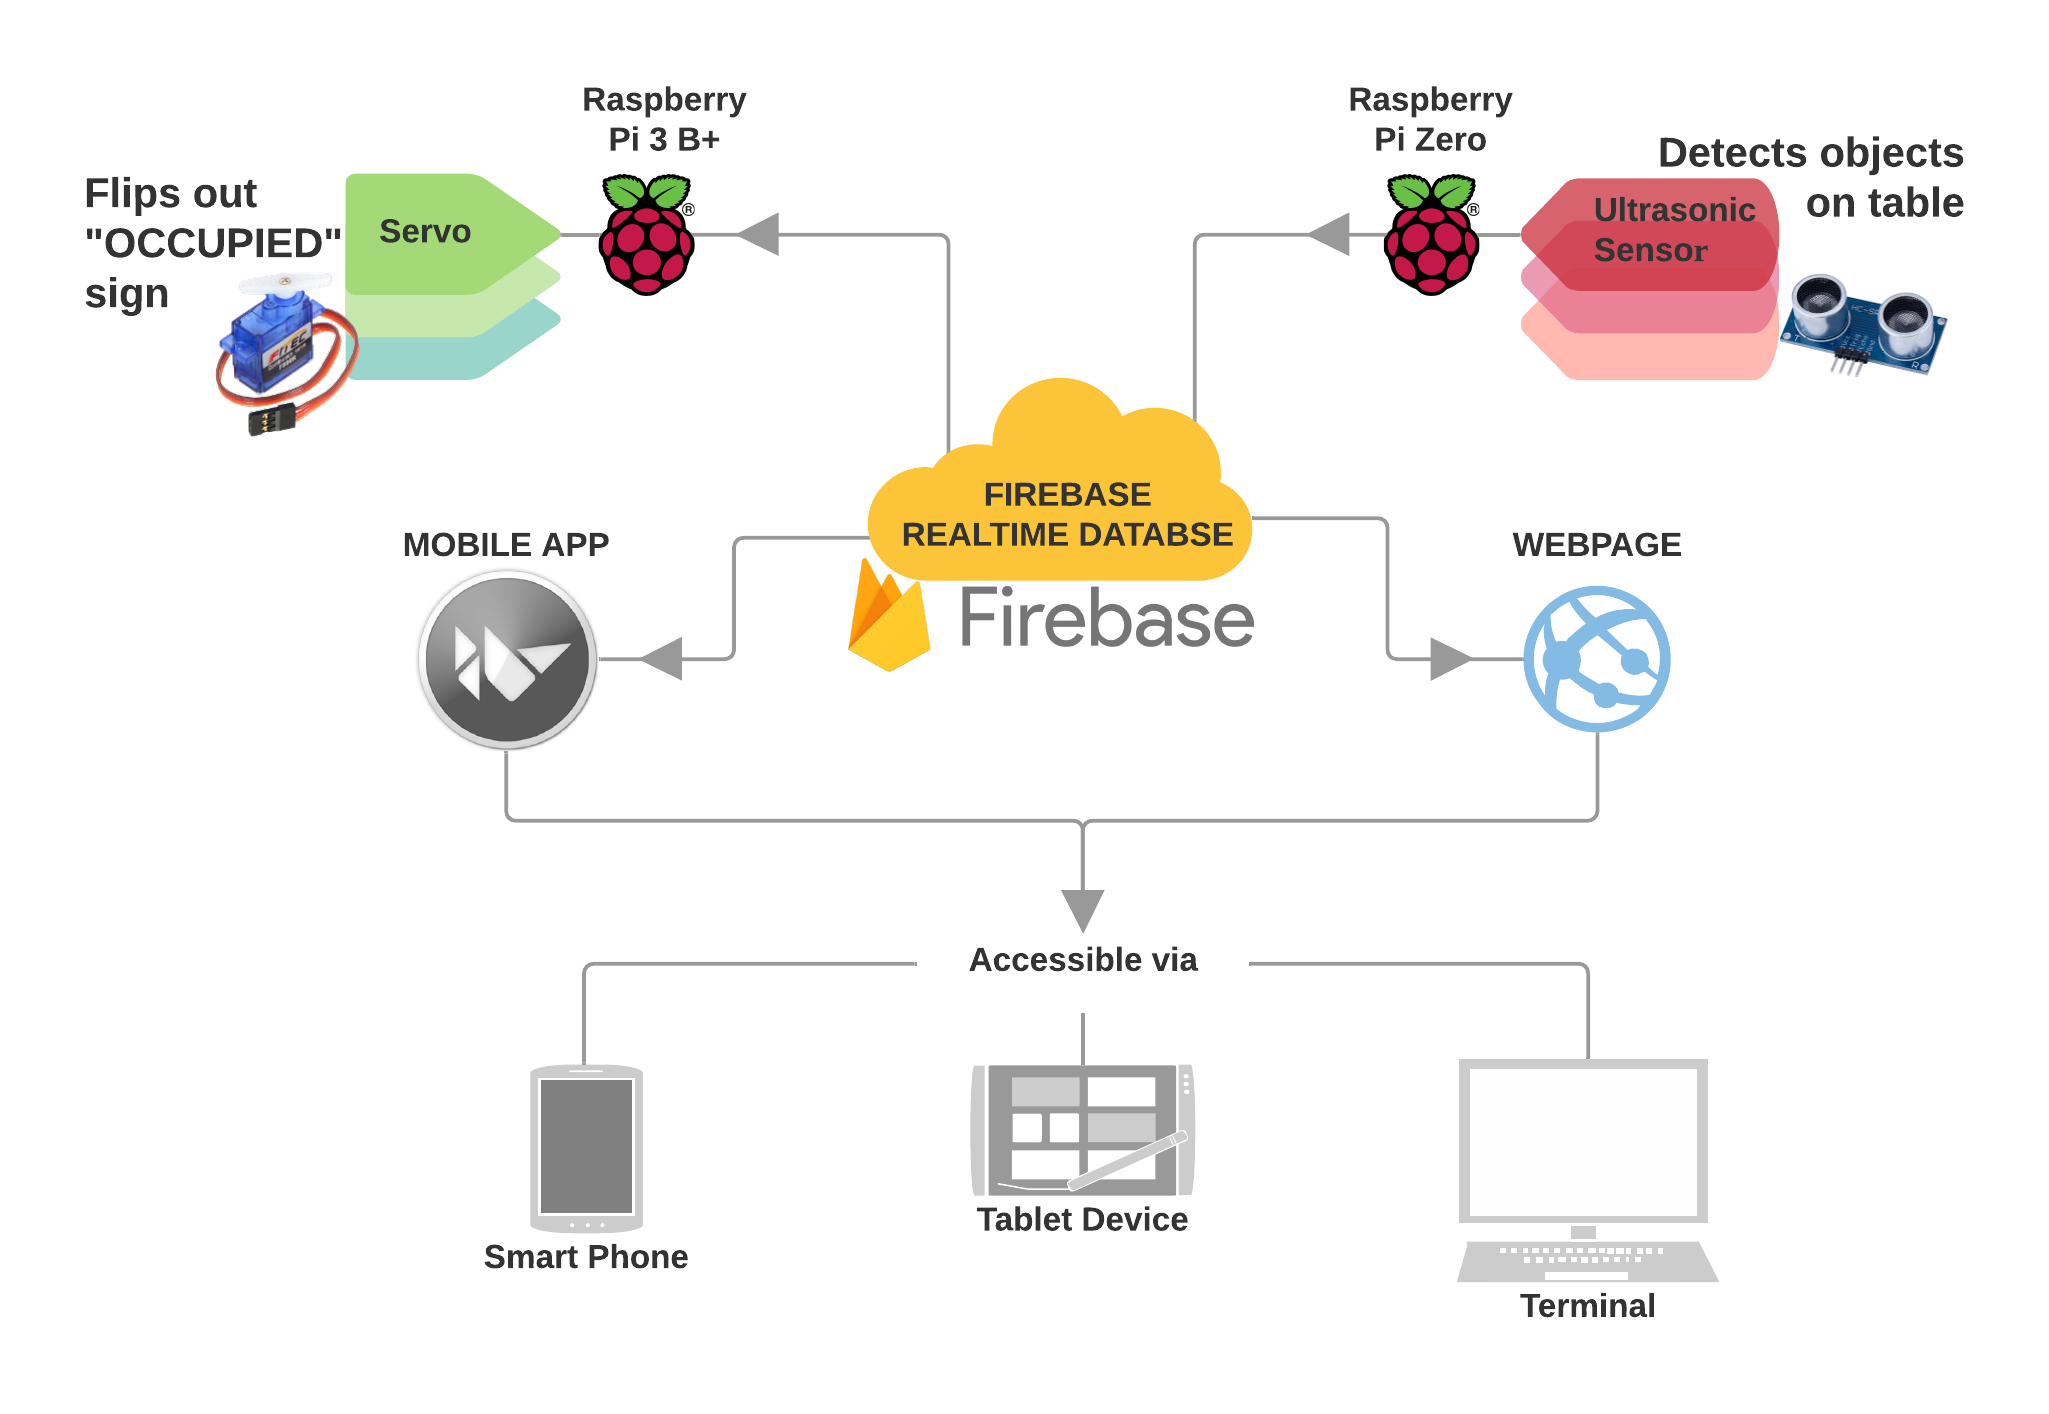 Raspberry
Pi 3 B+
Raspberry
Pi Zero
Detects objects
on table
Flips out
"OCCUPIED"
sign
Servo
®
®
Ultrasonic
Sensor
FIREBASE
REALTIME DATABSE
Firebase
MOBILE APP
WEBPAGE
Accessible via
Smart Phone
Tablet Device
Terminal